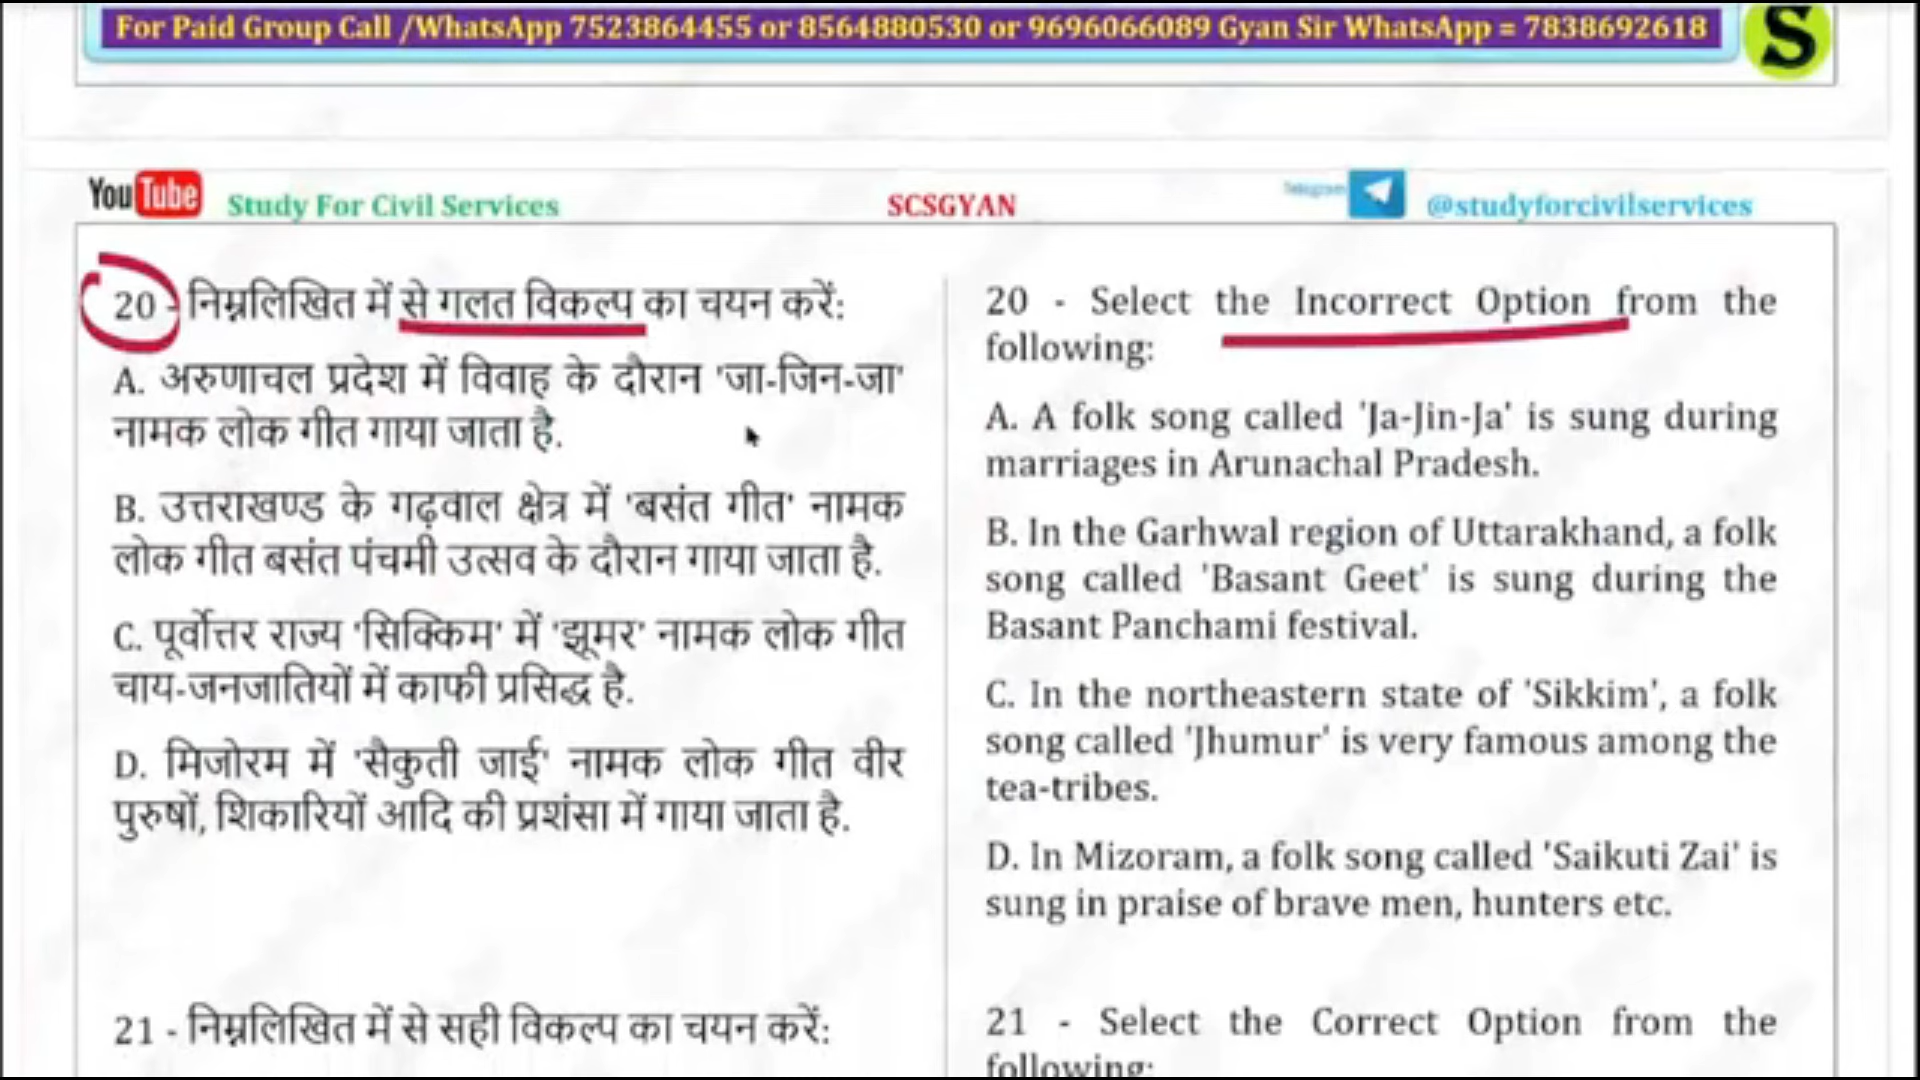 For Paid Group Call /WhatsApp 7523864455 or 8564880530 or 9696066089 Gyan Sir WhatsApp = 7838692618
S
YouTube
Study For Civil Services
SCSGYAN
Telegram
@studyforcivilservices
20 - निम्नलिखित में से गलत विकल्प का चयन करें:
A. अरुणाचल प्रदेश में विवाह के दौरान 'जा-जिन-जा'
नामक लोक गीत गाया जाता है.
B. उत्तराखण्ड के गढ़वाल क्षेत्र में 'बसंत गीत' नामक
लोक गीत बसंत पंचमी उत्सव के दौरान गाया जाता है.
C. पूर्वोत्तर राज्य 'सिक्किम' में 'झूमर' नामक लोक गीत
चाय-जनजातियों में काफी प्रसिद्ध है.
D. मिजोरम में 'सैकुती जाई' नामक लोक गीत वीर
पुरुषों, शिकारियों आदि की प्रशंसा में गाया जाता है.
21 - निम्नलिखित में से सही विकल्प का चयन करें:
20 - Select the Incorrect Option from the
following:
A. A folk song called 'Ja-Jin-Ja' is sung during
marriages in Arunachal Pradesh.
B. In the Garhwal region of Uttarakhand, a folk
song called 'Basant Geet' is sung during the
Basant Panchami festival.
C. In the northeastern state of 'Sikkim', a folk
song called 'Jhumur' is very famous among the
tea-tribes.
D. In Mizoram, a folk song called 'Saikuti Zai' is
sung in praise of brave men, hunters etc.
21 - Select the Correct Option from the
following: